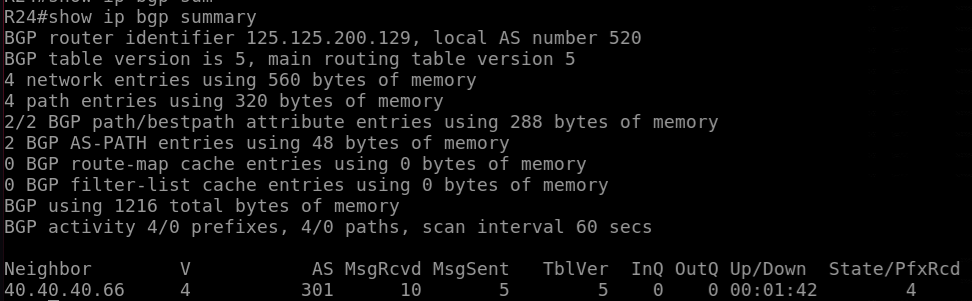 R24#show ip bgp sum
R24#show ip bgp summary
BGP router identifier 125.125.200.129, local AS number 520
BGP table version is 5, main routing table version 5
4 network entries using 560 bytes of memory
4 path entries using 320 bytes of memory
2/2 BGP path/bestpath attribute entries using 288 bytes of memory
2 BGP AS-PATH entries using 48 bytes of memory
0 BGP route-map cache entries using 0 bytes of memory
0 BGP filter-list cache entries using 0 bytes of memory
BGP using 1216 total bytes of memory
BGP activity 4/0 prefixes, 4/0 paths, scan interval 60 secs
Neighbor V AS MsgRcvd MsgSent TblVer InQ OutQ Up/Down State/PfxRcd
40.40.40.66 4 301 10 5 5 0 0 00:01:42 4